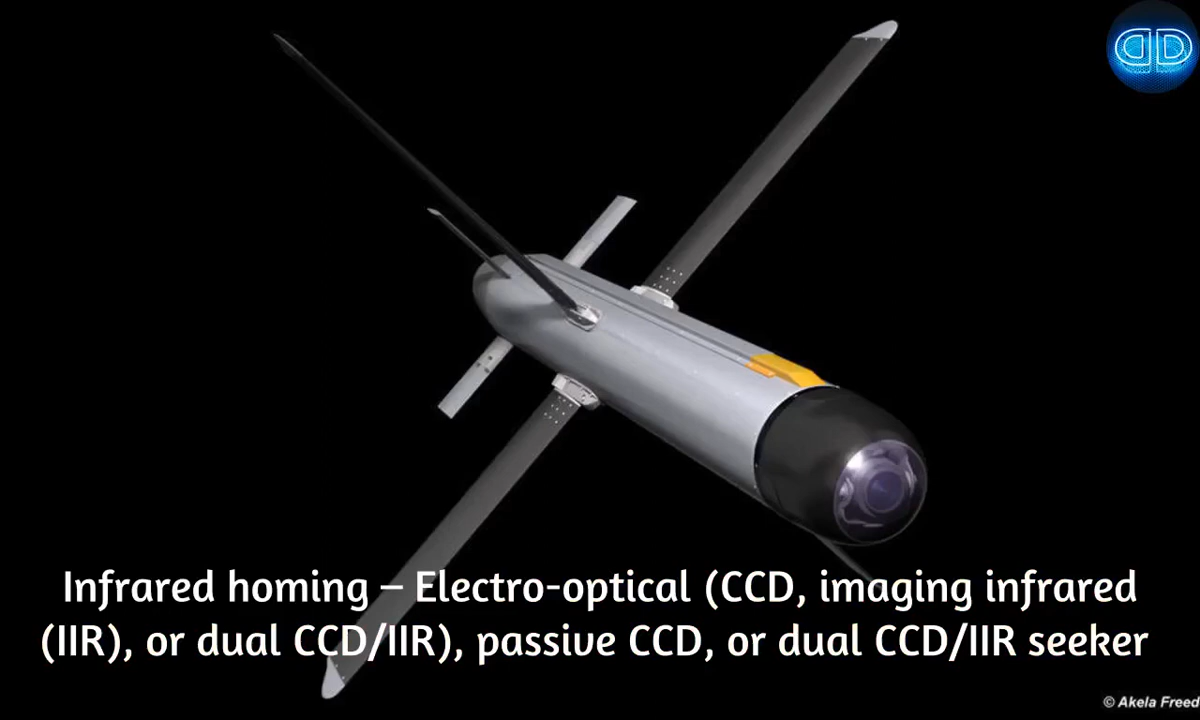 Infrared homing – Electro-optical (CCD, imaging infrared
(IIR), or dual CCD/IIR), passive CCD, or dual CCD/IIR seeker
© Akela Freed